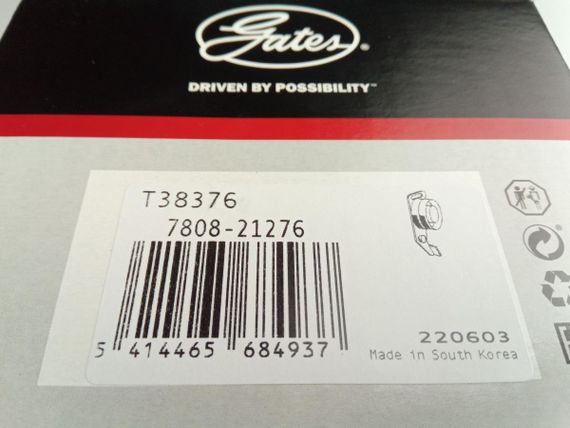 Gates®
DRIVEN BY POSSIBILITY™
T38376
7808-21276
5 414465 684937
220603
Made in South Korea